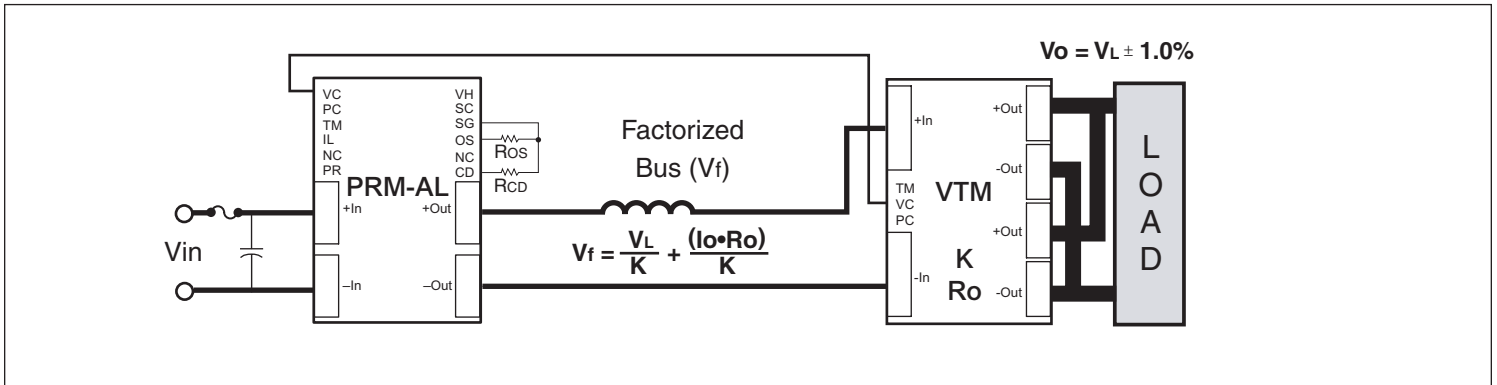 Vo = VL ± 1.0%
VC
PC
TM
IL
NC
PR
VH
SC
SG
OS
NC
CD
ROS
RCD
PRM-AL
+In
–In
+Out
–Out
Vin
Factorized
Bus (Vf)
Vf = VL/K + (Io•Ro)/K
+In
TM
VC
PC
-In
VTM
K
Ro
+Out
-Out
+Out
-Out
L
O
A
D